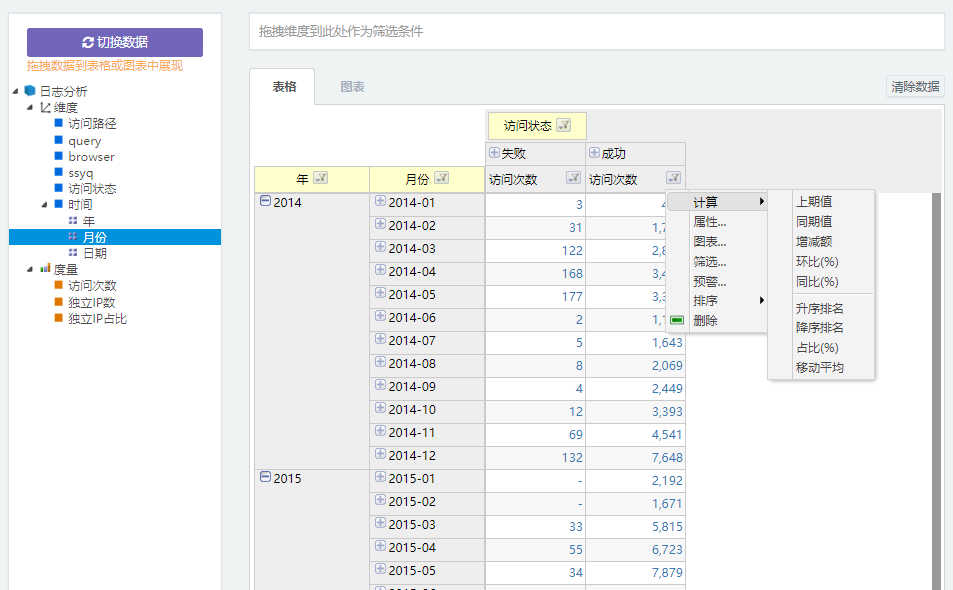 切换数据
拖拽数据到表格或图表中展现
日志分析
维度
访问路径
query
browser
ssyq
访问状态
时间
年
月份
日期
度量
访问次数
独立IP数
独立IP占比
拖拽维度到此处作为筛选条件
表格 图表 清除数据
访问状态
失败 成功
年 月份 访问次数 访问次数
2014 2014-01 3
2014-02 31
2014-03 122
2014-04 168
2014-05 177
2014-06 2
2014-07 5 1,643
2014-08 8 2,069
2014-09 4 2,449
2014-10 12 3,393
2014-11 69 4,541
2014-12 132 7,648
2015 2015-01 - 2,192
2015-02 - 1,671
2015-03 33 5,815
2015-04 55 6,723
2015-05 34 7,879
计算
属性...
图表...
筛选...
预警...
排序
删除
上期值
同期值
增减额
环比(%)
同比(%)
升序排名
降序排名
占比(%)
移动平均